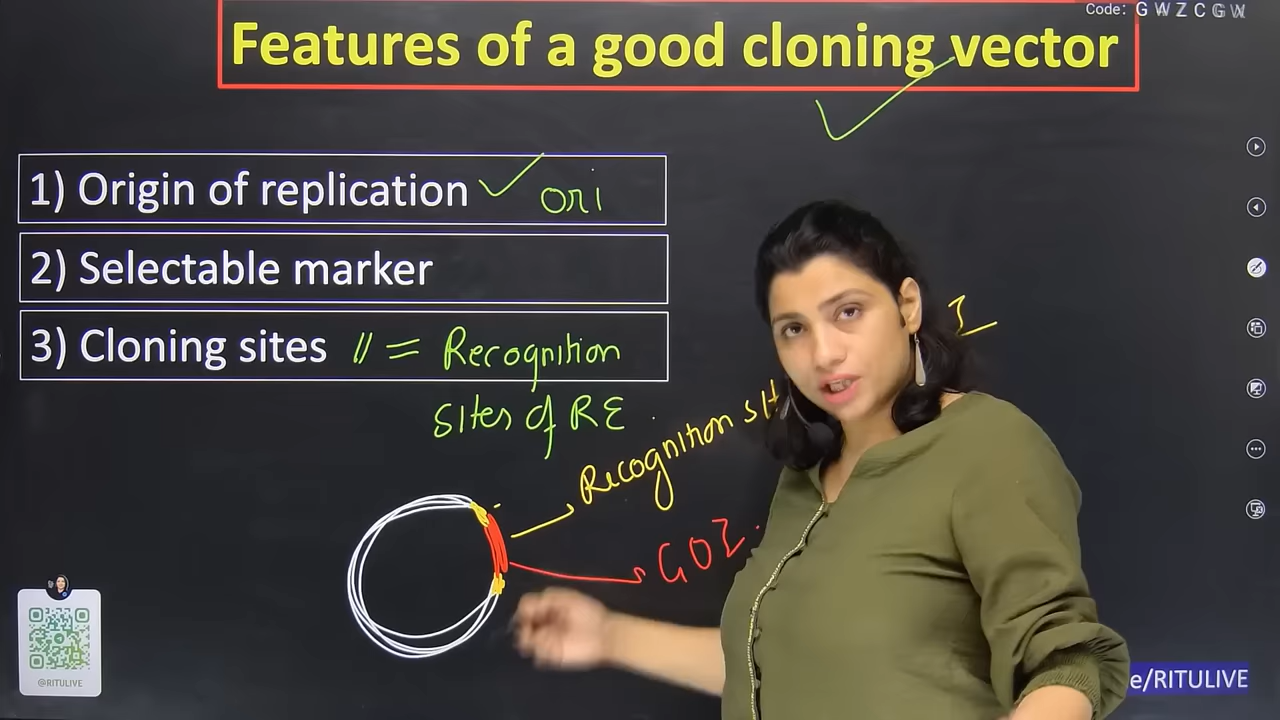 Code: G W Z C G W
Features of a good cloning vector
1) Origin of replication ori
2) Selectable marker
3) Cloning sites // = Recognition
sites of RE
Recognition
GOI
@RITULIVE
e/RITULIVE